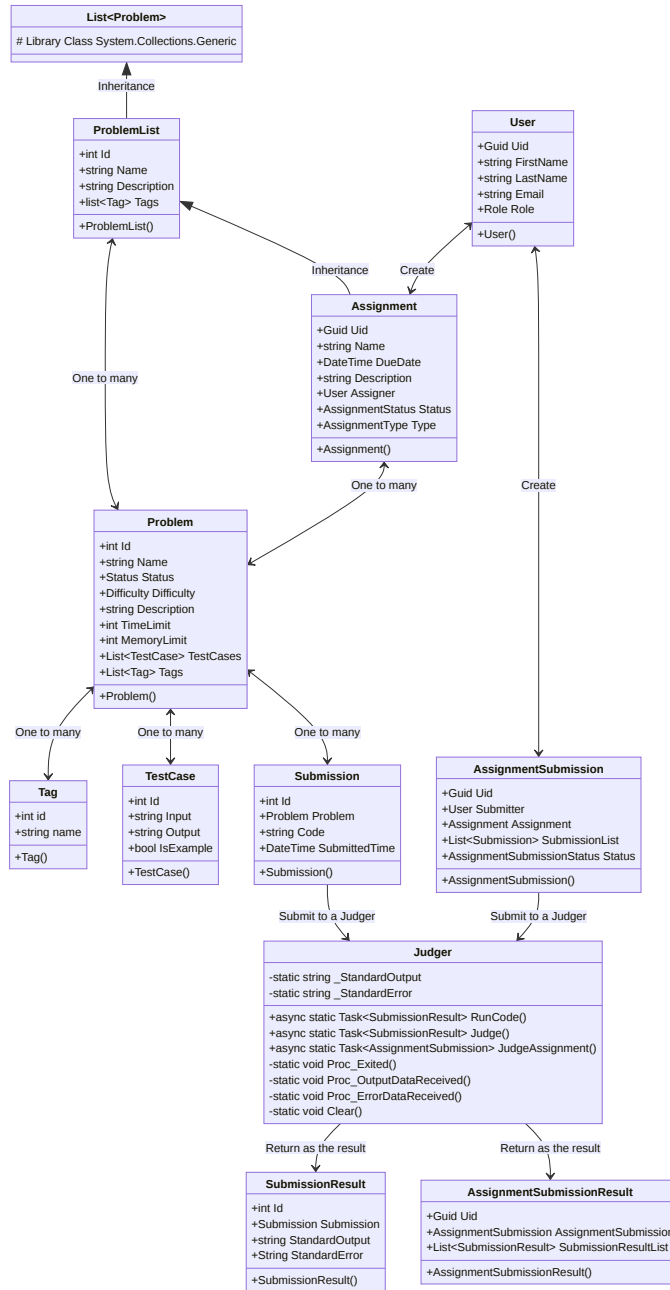 List<Problem>
# Library Class System.Collections.Generic
Inheritance
ProblemList
+int Id
+string Name
+string Description
+list<Tag> Tags
+ProblemList()
User
+Guid Uid
+string FirstName
+string LastName
+string Email
+Role Role
+User()
Inheritance
Create
Assignment
+Guid Uid
+string Name
+DateTime DueDate
+string Description
+User Assigner
+AssignmentStatus Status
+AssignmentType Type
+Assignment()
One to many
One to many
Create
Problem
+int Id
+string Name
+Status Status
+Difficulty Difficulty
+string Description
+int TimeLimit
+int MemoryLimit
+List<TestCase> TestCases
+List<Tag> Tags
+Problem()
One to many
One to many
One to many
Tag
+int id
+string name
+Tag()
TestCase
+int Id
+string Input
+string Output
+bool IsExample
+TestCase()
Submission
+int Id
+Problem Problem
+string Code
+DateTime SubmittedTime
+Submission()
AssignmentSubmission
+Guid Uid
+User Submitter
+Assignment Assignment
+List<Submission> SubmissionList
+AssignmentSubmissionStatus Status
+AssignmentSubmission()
Submit to a Judger
Submit to a Judger
Judger
-static string _StandardOutput
-static string _StandardError
+async static Task<SubmissionResult> RunCode()
+async static Task<SubmissionResult> Judge()
+async static Task<AssignmentSubmission> JudgeAssignment()
-static void Proc_Exited()
-static void Proc_OutputDataReceived()
-static void Proc_ErrorDataReceived()
-static void Clear()
Return as the result
Return as the result
SubmissionResult
+int Id
+Submission Submission
+string StandardOutput
+String StandardError
+SubmissionResult()
AssignmentSubmissionResult
+Guid Uid
+AssignmentSubmission AssignmentSubmission
+List<SubmissionResult> SubmissionResultList
+AssignmentSubmissionResult()